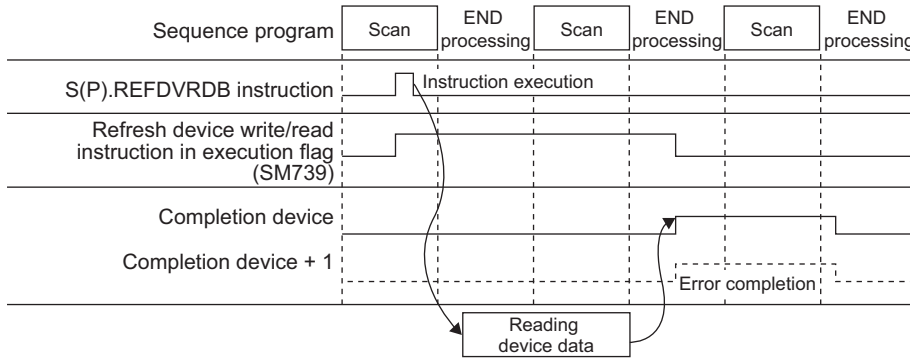 Sequence program
Scan
END
processing
Scan
END
processing
Scan
END
processing
S(P).REFDVRDB instruction
Instruction execution
Refresh device write/read
instruction in execution flag
(SM739)
Completion device
Completion device + 1
Error completion
Reading
device data